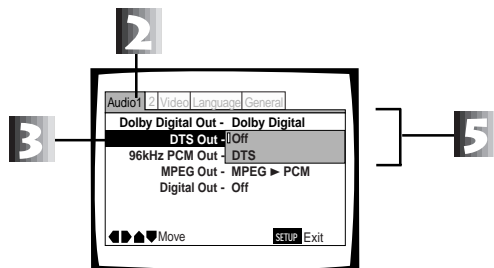 2
Audio1 2 Video Language General
Dolby Digital Out - Dolby Digital
DTS Out - Off
96kHz PCM Out - DTS
MPEG Out - MPEG ► PCM
Digital Out - Off
Move SETUP Exit
3
5